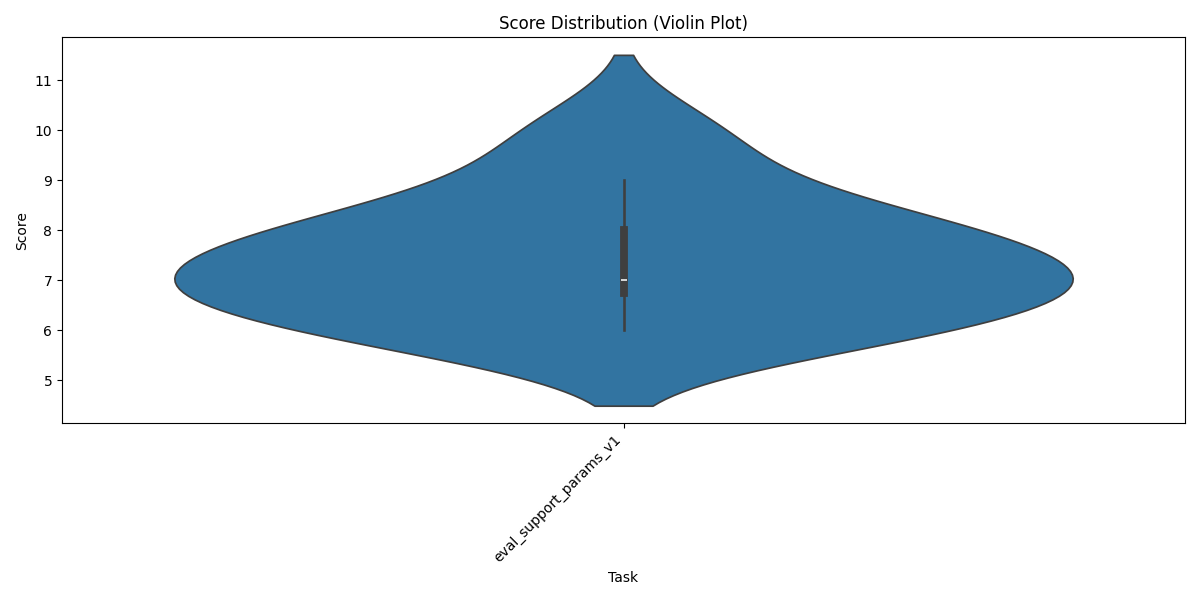 Score Distribution (Violin Plot)
11
10
9
8
7
6
5
Score
eval_support_params_v1
Task